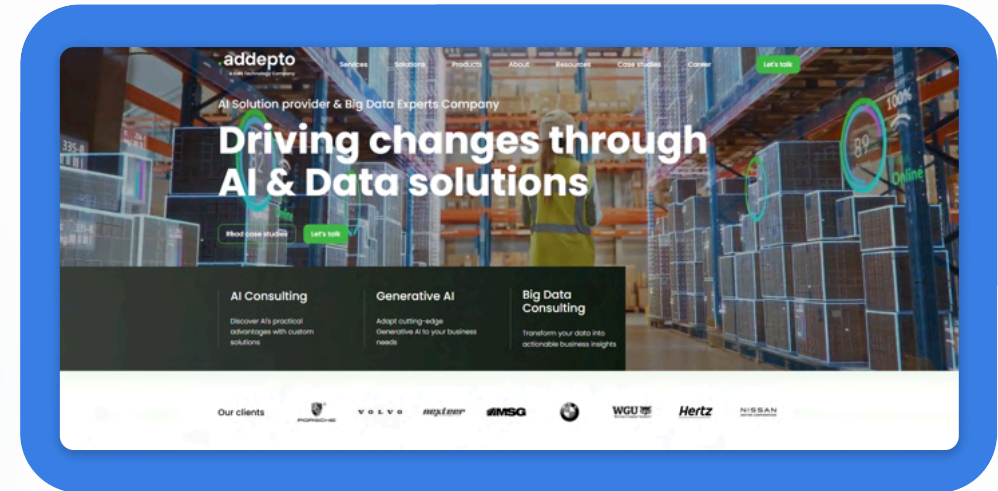 addepto
A KMS Technology Company
Services Solutions Products About Resources Case studies Career Let's talk
AI Solution provider & Big Data Experts Company
Driving changes through
AI & Data solutions
Read case studies Let's talk
335-B
82
Online
100%
89
Online
AI Consulting
Discover AI's practical
advantages with custom
solutions
Generative AI
Adopt cutting-edge
Generative AI to your business
needs
Big Data
Consulting
Transform your data into
actionable business insights
Our clients PORSCHE VOLVO nexteer MSG WGU Hertz NISSAN